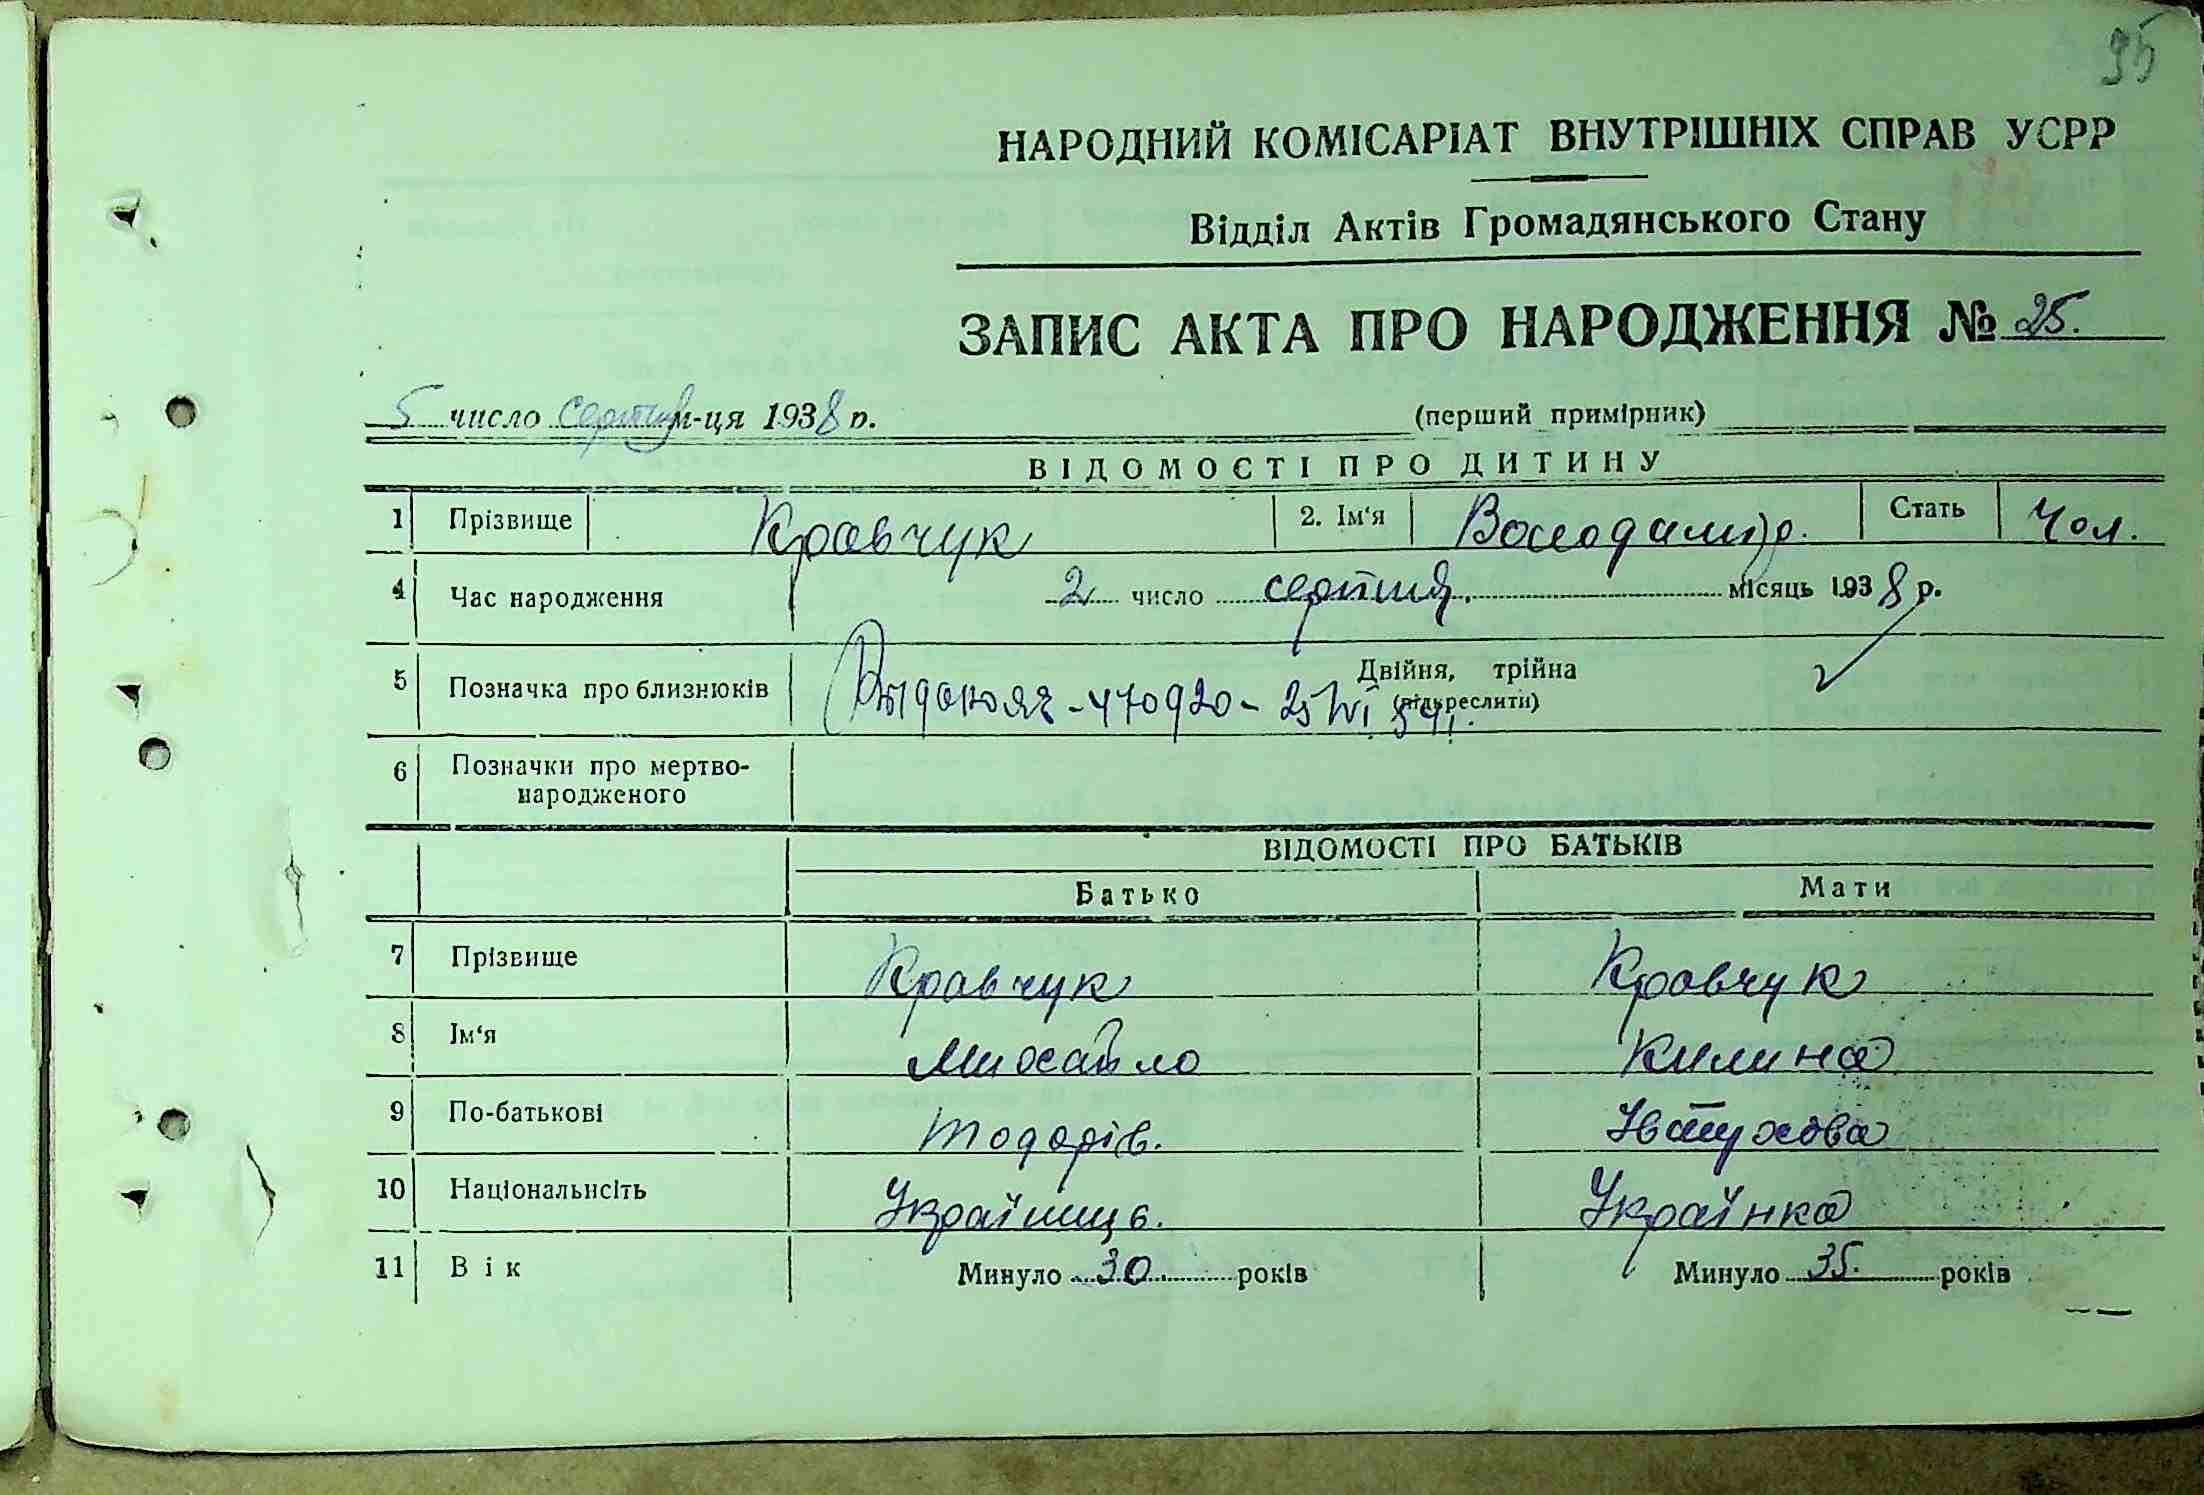 95
НАРОДНИЙ КОМІСАРІАТ ВНУТРІШНІХ СПРАВ УСРР
Відділ Актів Громадянського Стану
ЗАПИС АКТА ПРО НАРОДЖЕННЯ № 25.
5 число серпня м-ця 1938 р.
(перший примірник)
ВІДОМОСТІ ПРО ДИТИНУ
1 Прізвище Кравчук 2. Ім'я Володимир. Стать Чол.
4 Час народження 2 число серпня. місяць 1938 р.
5 Позначка про близнюків Двійня, трійна
(підкреслити)
6 Позначки про мертво-
народженого
ВІДОМОСТІ ПРО БАТЬКІВ
Батько Мати
7 Прізвище Кравчук Кравчук
8 Ім'я Михайло Килина
9 По-батькові Тодорів.
10 Національність Українець. Українка
11 Вік Минуло 30 років Минуло 35. років